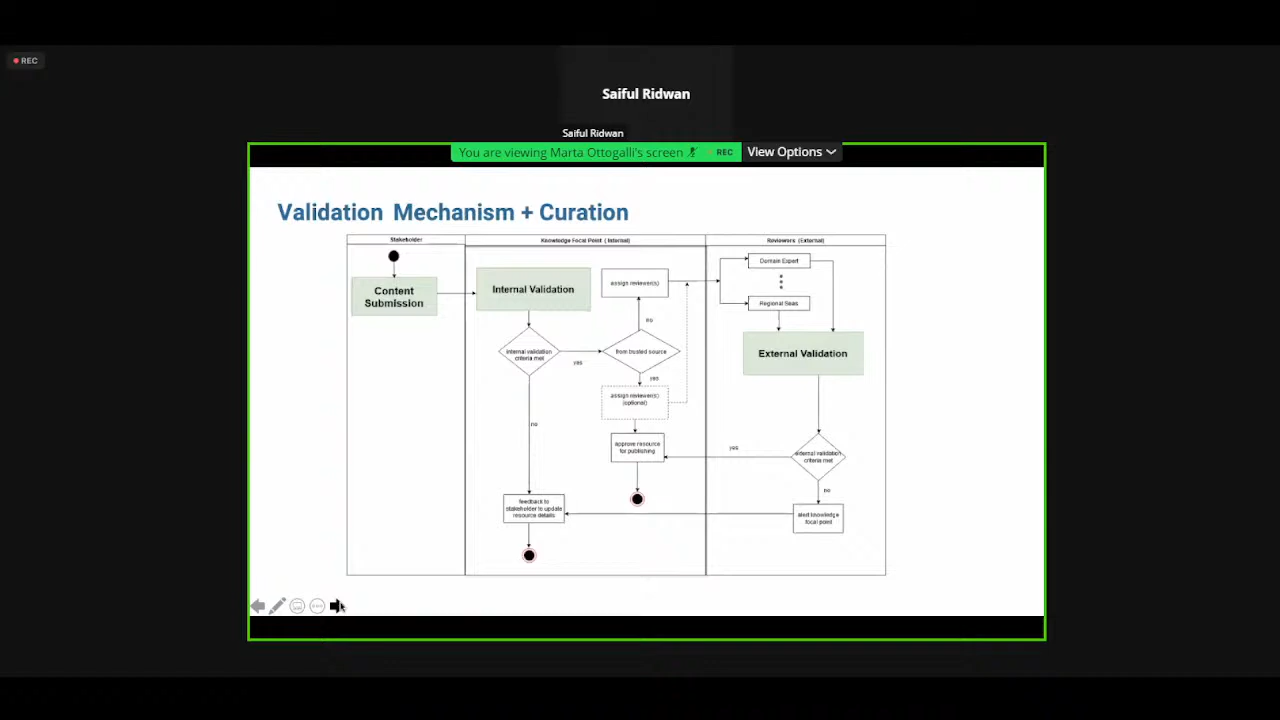 REC
Saiful Ridwan
Saiful Ridwan
You are viewing Marta Ottogalli's screen
REC
View Options
Validation Mechanism + Curation
Stakeholder
Knowledge Focal Point (Internal)
Reviewers (External)
Content
Submission
Internal Validation
assign reviewer(s)
Domain Expert
Regional Seas
no
internal validation
criteria met
yes
from trusted source
External Validation
yes
assign reviewer(s)
(optional)
no
approve resource
for publishing
yes
external validation
criteria met
no
feedback to
stakeholder to update
resource details
alert knowledge
focal point